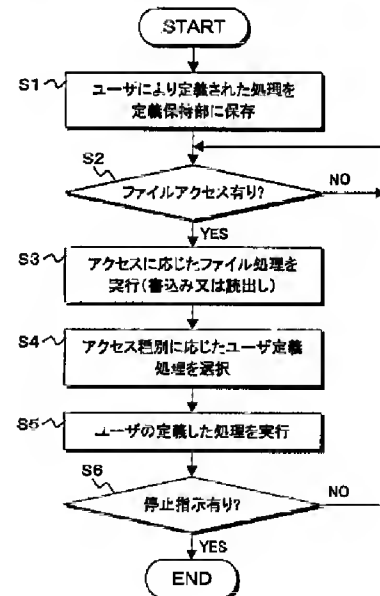 START
S1
ユーザにより定義された処理を
定義保持部に保存
S2
ファイルアクセス有り?
NO
YES
S3
アクセスに応じたファイル処理を
実行(書込み又は読出し)
S4
アクセス種別に応じたユーザ定義
処理を選択
S5
ユーザの定義した処理を実行
S6
停止指示有り?
NO
YES
END